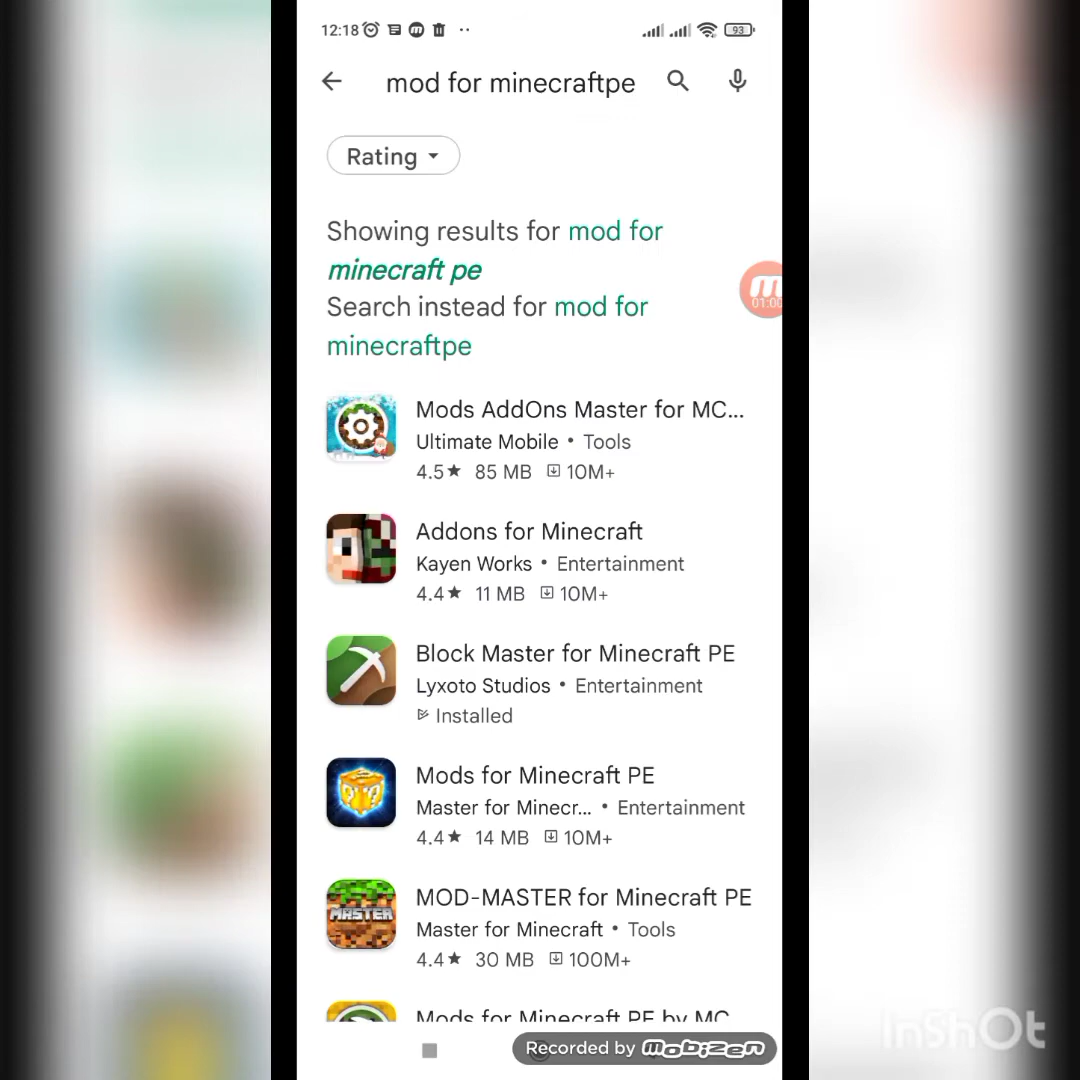 12:18
93
mod for minecraftpe
Rating
Showing results for mod for
minecraft pe
Search instead for mod for
minecraftpe
01:00
Mods AddOns Master for MC...
Ultimate Mobile • Tools
4.5★ 85 MB 10M+
Addons for Minecraft
Kayen Works • Entertainment
4.4★ 11 MB 10M+
Block Master for Minecraft PE
Lyxoto Studios • Entertainment
Installed
Mods for Minecraft PE
Master for Minecr... • Entertainment
4.4★ 14 MB 10M+
MASTER
MOD-MASTER for Minecraft PE
Master for Minecraft • Tools
4.4★ 30 MB 100M+
Mods for Minecraft PE by MC
Recorded by mobizen
InShOt